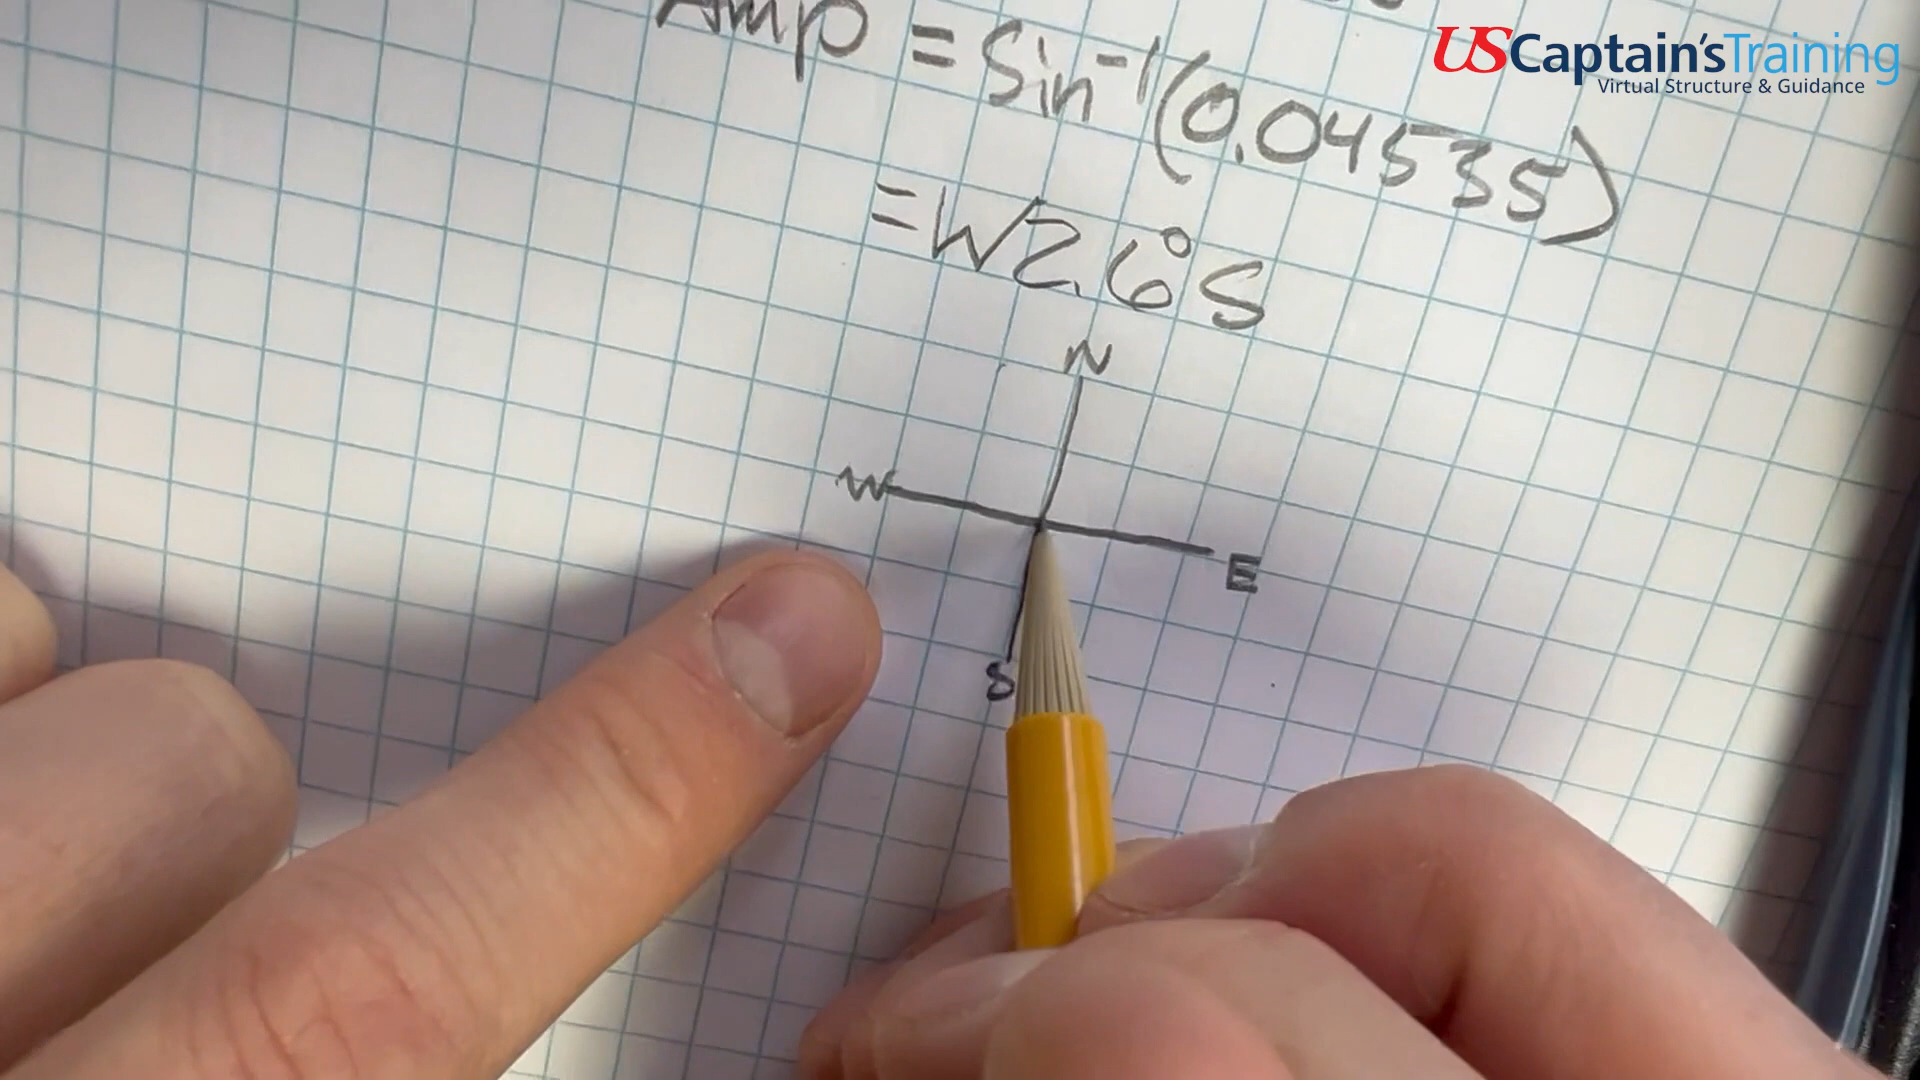 USCaptain'sTraining
Virtual Structure & Guidance
Amp = Sin⁻¹(0.04535)
= W2.6°S
N
W
E
S